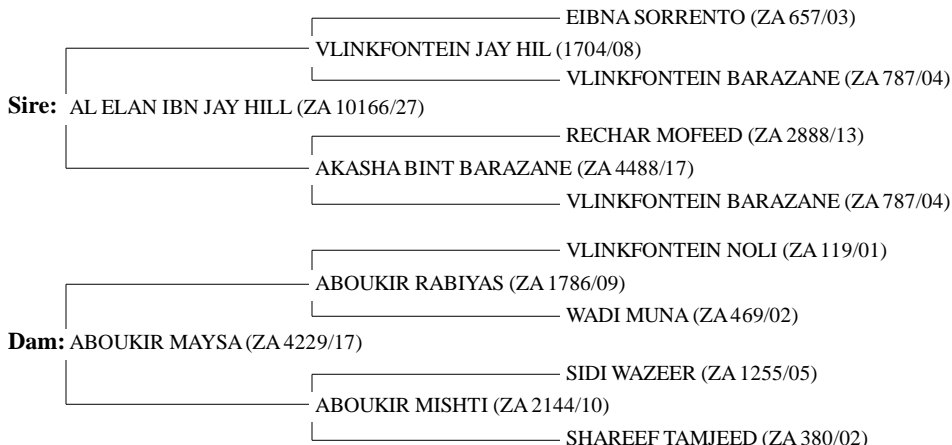 EIBNA SORRENTO (ZA 657/03)
VLINKFONTEIN JAY HIL (1704/08)
VLINKFONTEIN BARAZANE (ZA 787/04)
Sire: AL ELAN IBN JAY HILL (ZA 10166/27)
RECHAR MOFEED (ZA 2888/13)
AKASHA BINT BARAZANE (ZA 4488/17)
VLINKFONTEIN BARAZANE (ZA 787/04)
VLINKFONTEIN NOLI (ZA 119/01)
ABOUKIR RABIYAS (ZA 1786/09)
WADI MUNA (ZA 469/02)
Dam: ABOUKIR MAYSA (ZA 4229/17)
SIDI WAZEER (ZA 1255/05)
ABOUKIR MISHTI (ZA 2144/10)
SHAREEF TAMJEED (ZA 380/02)